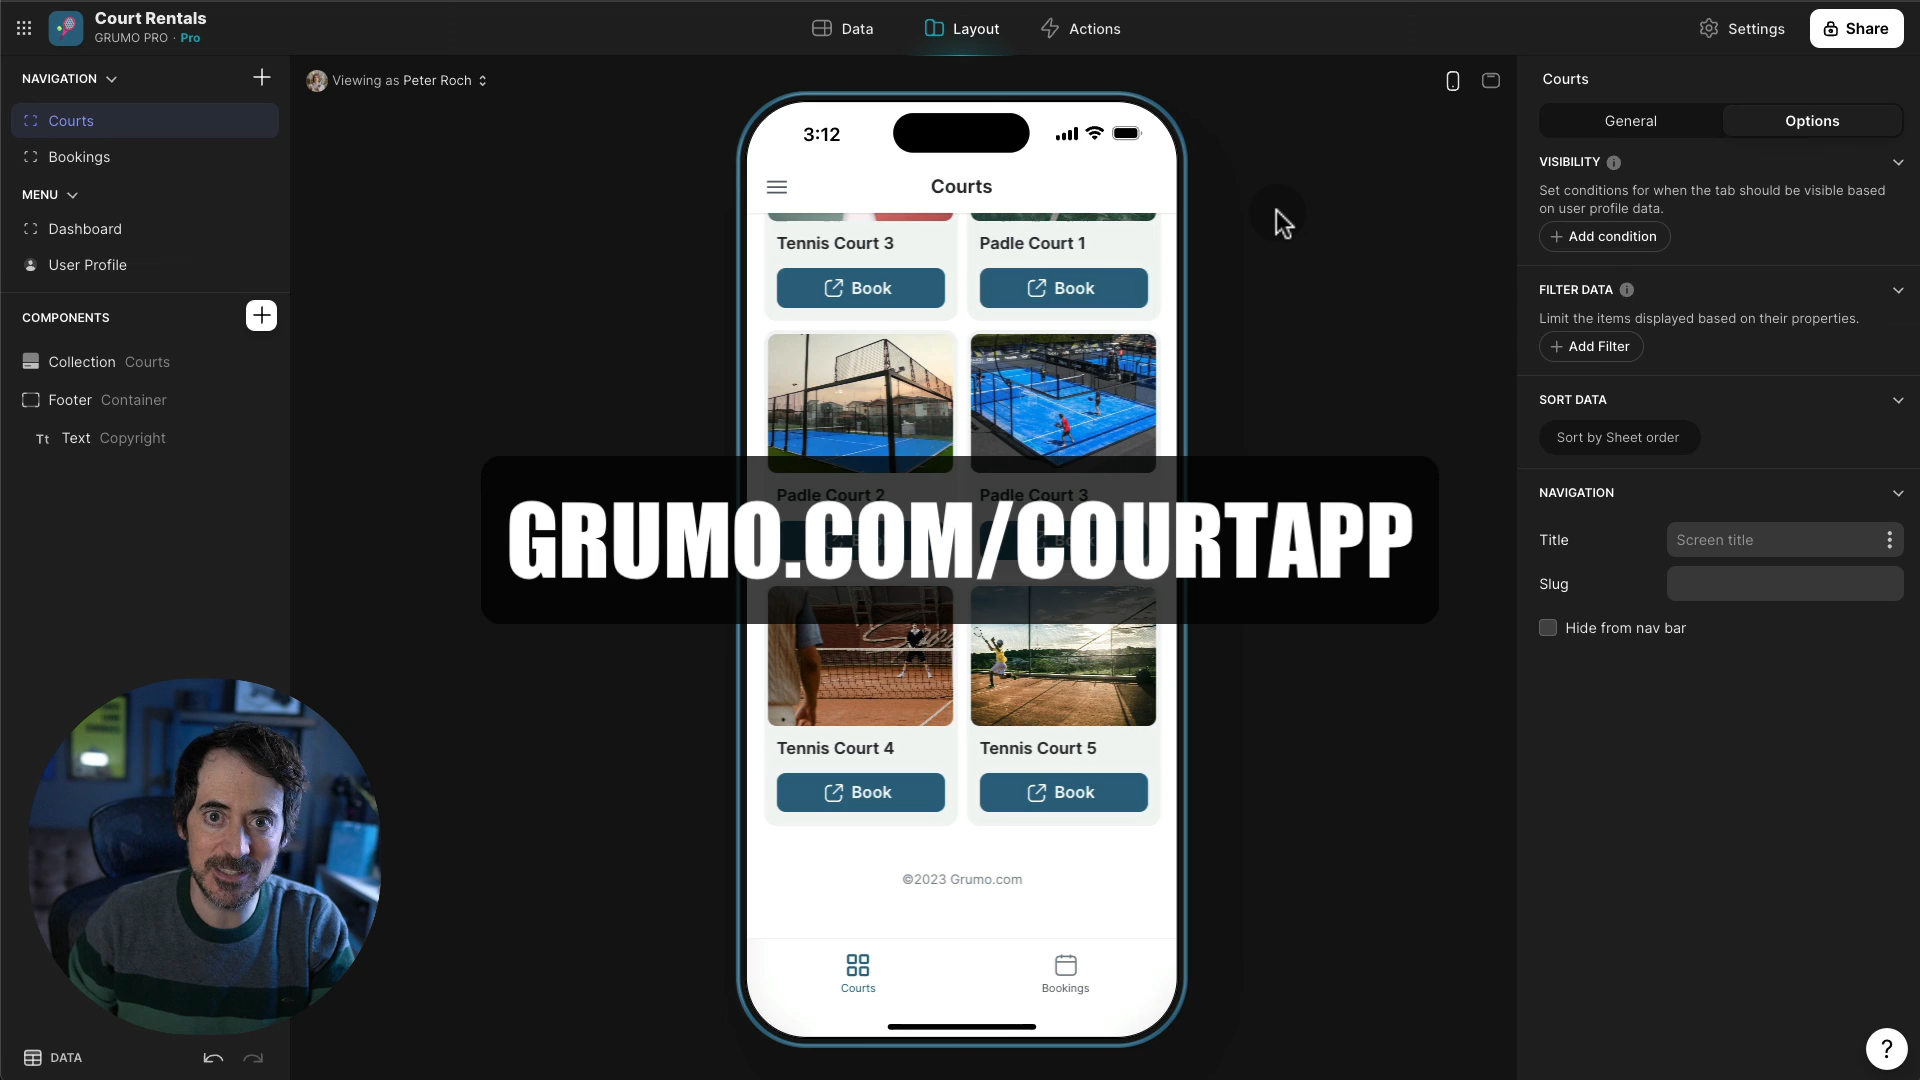 Court Rentals
GRUMO PRO · Pro
Data
Layout
Actions
Settings
Share
NAVIGATION
Courts
Bookings
MENU
Dashboard
User Profile
COMPONENTS
Collection Courts
Footer Container
Tt Text Copyright
DATA
Viewing as Peter Roch
3:12
Courts
Tennis Court 3
Padle Court 1
Book
Book
Padle Court 2
Padle Court 3
GRUMO.COM/COURTAPP
Tennis Court 4
Tennis Court 5
Book
Book
©2023 Grumo.com
Courts
Bookings
Courts
General
Options
VISIBILITY
Set conditions for when the tab should be visible based
on user profile data.
Add condition
FILTER DATA
Limit the items displayed based on their properties.
Add Filter
SORT DATA
Sort by Sheet order
NAVIGATION
Title
Screen title
Slug
Hide from nav bar
?